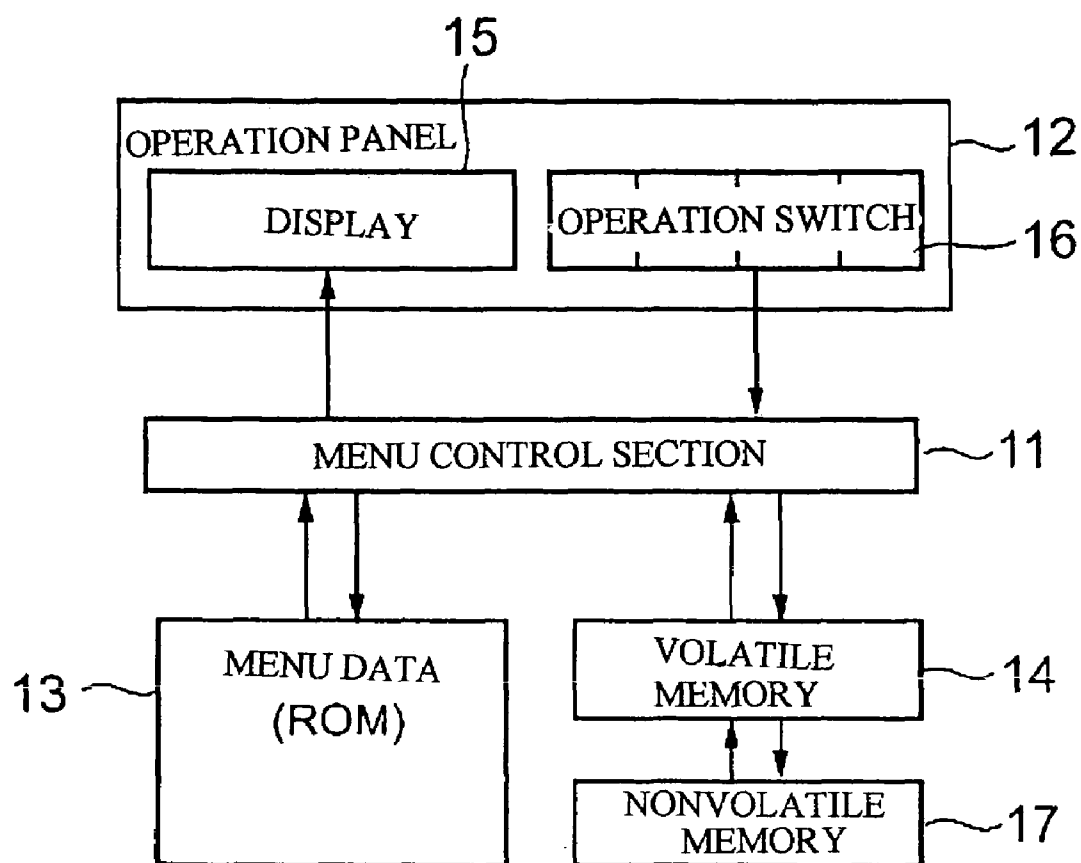 15
OPERATION PANEL
12
DISPLAY
OPERATION SWITCH
16
MENU CONTROL SECTION
11
MENU DATA
(ROM)
13
VOLATILE
MEMORY
14
NONVOLATILE
MEMORY
17